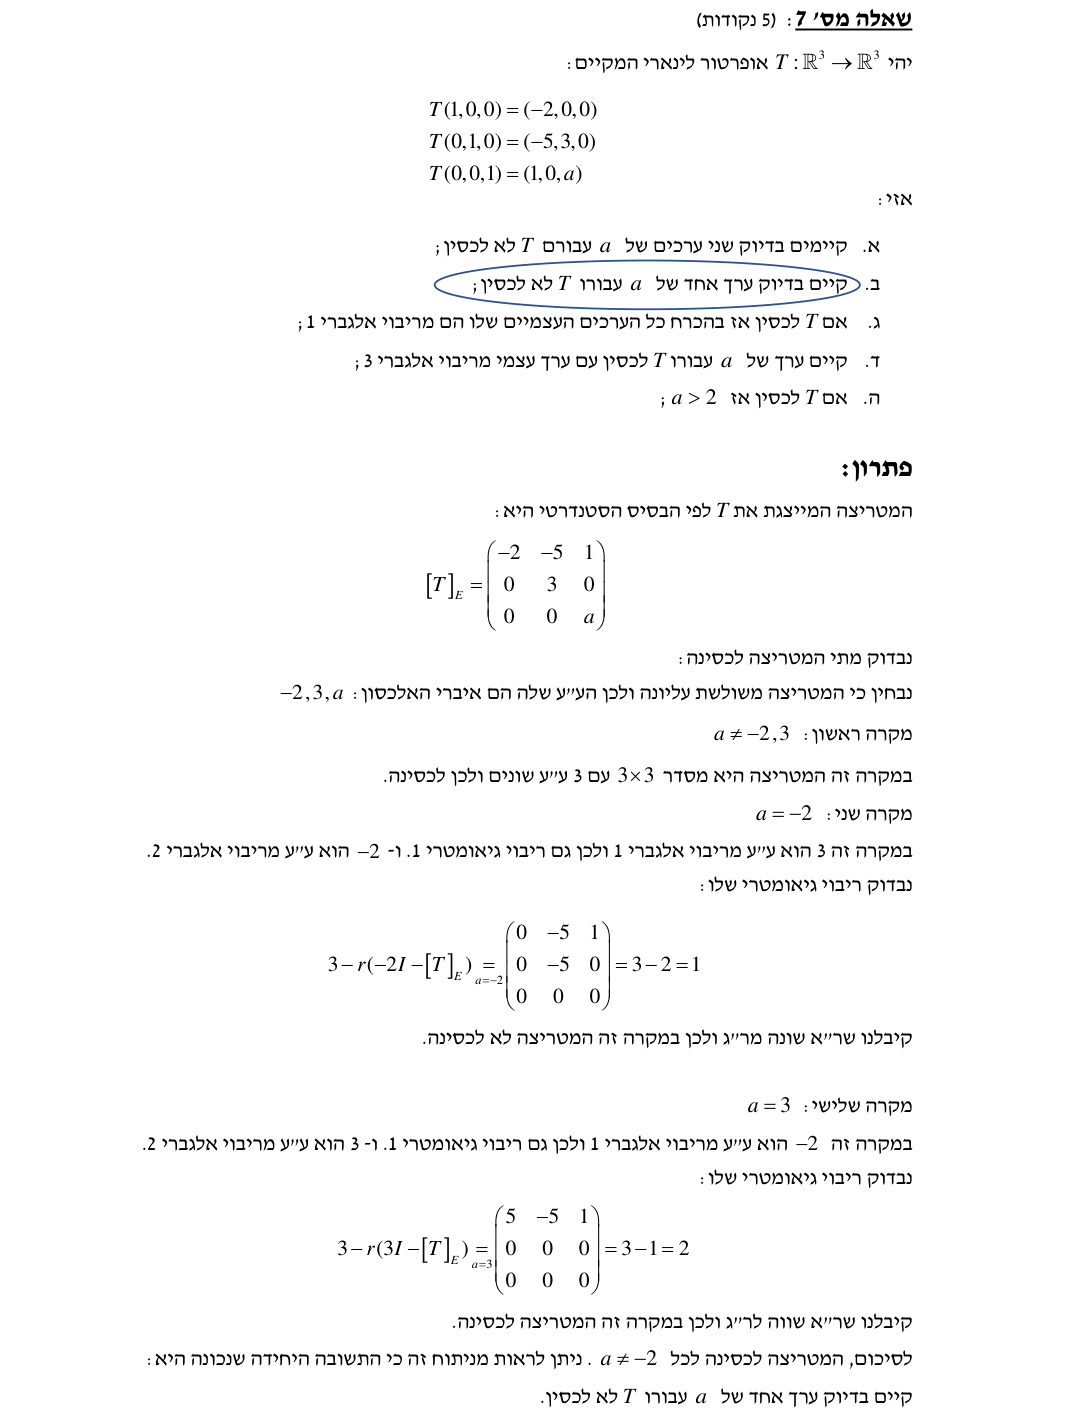 שאלה מס' 7: (5 נקודות)
יהי T : ℝ³ → ℝ³ אופרטור לינארי המקיים:
T(1,0,0) = (−2,0,0)
T(0,1,0) = (−5,3,0)
T(0,0,1) = (1,0,a)
אזי:
א. קיימים בדיוק שני ערכים של a עבורם T לא לכסין;
ב. קיים בדיוק ערך אחד של a עבורו T לא לכסין;
ג. אם T לכסין אז בהכרח כל הערכים העצמיים שלו הם מריבוי אלגברי 1;
ד. קיים ערך של a עבורו T לכסין עם ערך עצמי מריבוי אלגברי 3;
ה. אם T לכסין אז a > 2;
פתרון:
המטריצה המייצגת את T לפי הבסיס הסטנדרטי היא:
−2 −5 1
[T]_E = 0 3 0
0 0 a
נבדוק מתי המטריצה לכסינה:
נבחין כי המטריצה משולשת עליונה ולכן הע״ע שלה הם איברי האלכסון: −2,3,a
מקרה ראשון: a ≠ −2,3
במקרה זה המטריצה היא מסדר 3×3 עם 3 ע״ע שונים ולכן לכסינה.
מקרה שני: a = −2
במקרה זה 3 הוא ע״ע מריבוי אלגברי 1 ולכן גם ריבוי גיאומטרי 1. ו- −2 הוא ע״ע מריבוי אלגברי 2.
נבדוק ריבוי גיאומטרי שלו:
0 −5 1
3 − r(−2I − [T]_E) =_{a=−2} 0 −5 0 = 3 − 2 = 1
0 0 0
קיבלנו שר״א שונה מר״ג ולכן במקרה זה המטריצה לא לכסינה.
מקרה שלישי: a = 3
במקרה זה −2 הוא ע״ע מריבוי אלגברי 1 ולכן גם ריבוי גיאומטרי 1. ו- 3 הוא ע״ע מריבוי אלגברי 2.
נבדוק ריבוי גיאומטרי שלו:
5 −5 1
3 − r(3I − [T]_E) =_{a=3} 0 0 0 = 3 − 1 = 2
0 0 0
קיבלנו שר״א שווה לר״ג ולכן במקרה זה המטריצה לכסינה.
לסיכום, המטריצה לכסינה לכל a ≠ −2. ניתן לראות מניתוח זה כי התשובה היחידה שנכונה היא:
קיים בדיוק ערך אחד של a עבורו T לא לכסין.